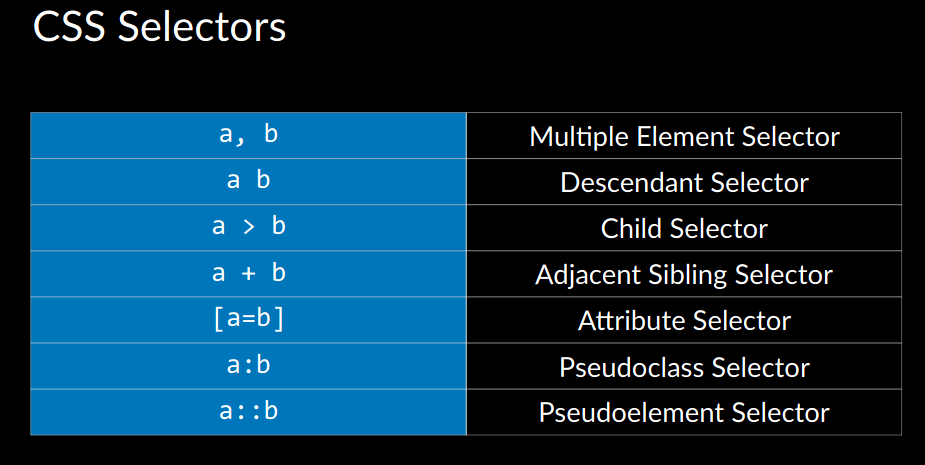 CSS Selectors
a, b Multiple Element Selector
a b Descendant Selector
a > b Child Selector
a + b Adjacent Sibling Selector
[a=b] Attribute Selector
a:b Pseudoclass Selector
a::b Pseudoelement Selector